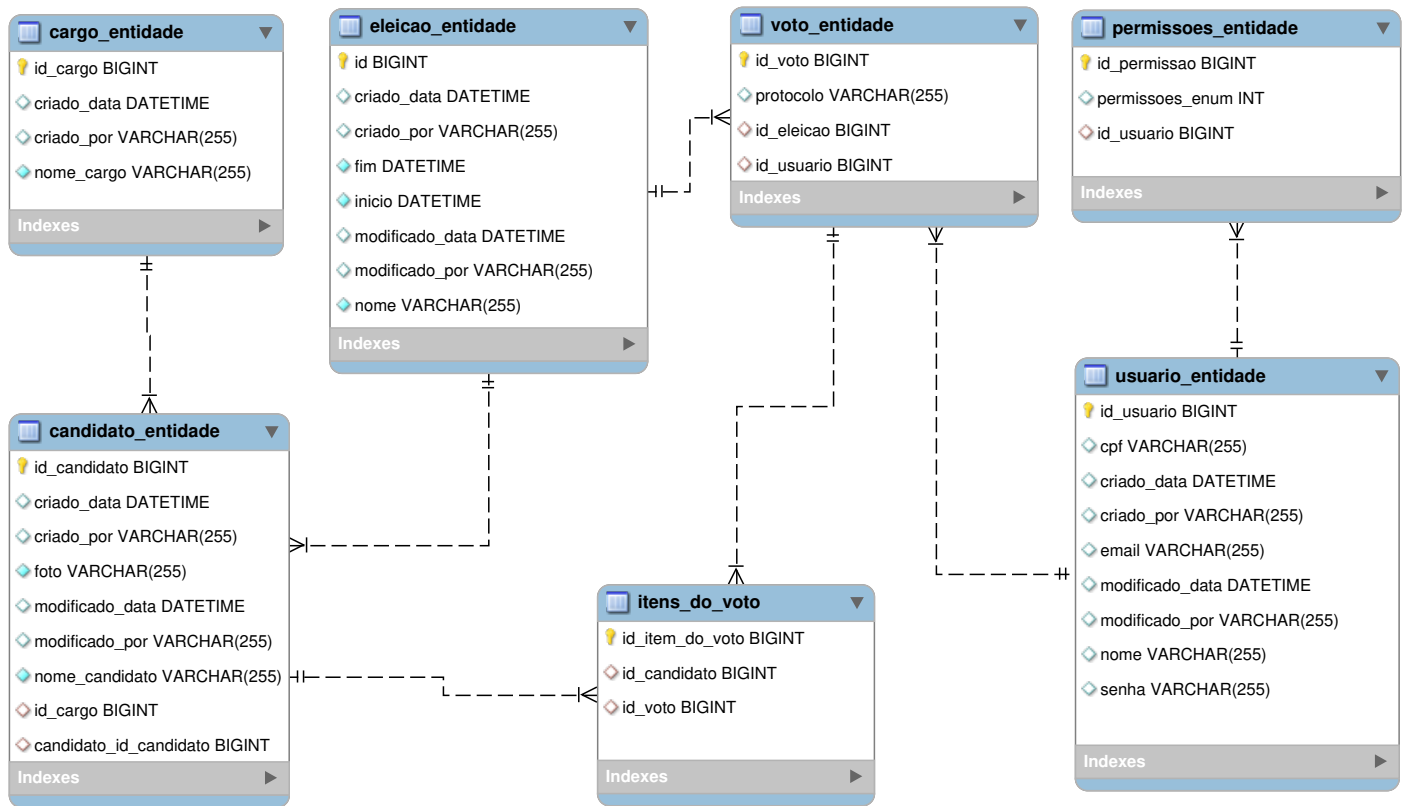 cargo_entidade
id_cargo BIGINT
criado_data DATETIME
criado_por VARCHAR(255)
nome_cargo VARCHAR(255)
Indexes
eleicao_entidade
id BIGINT
criado_data DATETIME
criado_por VARCHAR(255)
fim DATETIME
inicio DATETIME
modificado_data DATETIME
modificado_por VARCHAR(255)
nome VARCHAR(255)
Indexes
voto_entidade
id_voto BIGINT
protocolo VARCHAR(255)
id_eleicao BIGINT
id_usuario BIGINT
Indexes
permissoes_entidade
id_permissao BIGINT
permissoes_enum INT
id_usuario BIGINT
Indexes
candidato_entidade
id_candidato BIGINT
criado_data DATETIME
criado_por VARCHAR(255)
foto VARCHAR(255)
modificado_data DATETIME
modificado_por VARCHAR(255)
nome_candidato VARCHAR(255)
id_cargo BIGINT
candidato_id_candidato BIGINT
Indexes
itens_do_voto
id_item_do_voto BIGINT
id_candidato BIGINT
id_voto BIGINT
Indexes
usuario_entidade
id_usuario BIGINT
cpf VARCHAR(255)
criado_data DATETIME
criado_por VARCHAR(255)
email VARCHAR(255)
modificado_data DATETIME
modificado_por VARCHAR(255)
nome VARCHAR(255)
senha VARCHAR(255)
Indexes